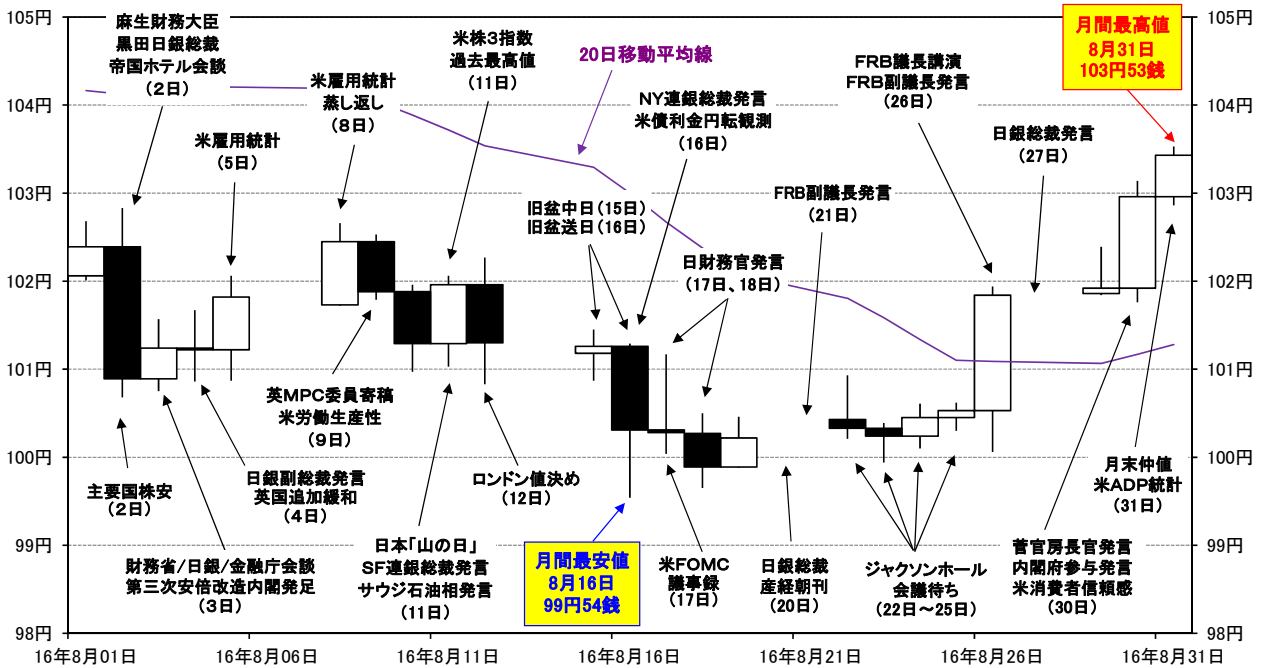 105円
104円
103円
102円
101円
100円
99円
98円
105円
104円
103円
102円
101円
100円
99円
98円
16年8月01日
16年8月06日
16年8月11日
16年8月16日
16年8月21日
16年8月26日
16年8月31日
麻生財務大臣
黒田日銀総裁
帝国ホテル会談
(2日)
米雇用統計
(5日)
米雇用統計
蒸し返し
(8日)
米株3指数
過去最高値
(11日)
20日移動平均線
NY連銀総裁発言
米債利金円転観測
(16日)
旧盆中日(15日)
旧盆送日(16日)
日財務官発言
(17日、18日)
FRB副議長発言
(21日)
FRB議長講演
FRB副議長発言
(26日)
日銀総裁発言
(27日)
月間最高値
8月31日
103円53銭
主要国株安
(2日)
財務省/日銀/金融庁会談
第三次安倍改造内閣発足
(3日)
日銀副総裁発言
英国追加緩和
(4日)
英MPC委員寄稿
米労働生産性
(9日)
日本「山の日」
SF連銀総裁発言
サウジ石油相発言
(11日)
ロンドン値決め
(12日)
月間最安値
8月16日
99円54銭
米FOMC
議事録
(17日)
日銀総裁
産経朝刊
(20日)
ジャクソンホール
会議待ち
(22日～25日)
菅官房長官発言
内閣府参与発言
米消費者信頼感
(30日)
月末仲値
米ADP統計
(31日)